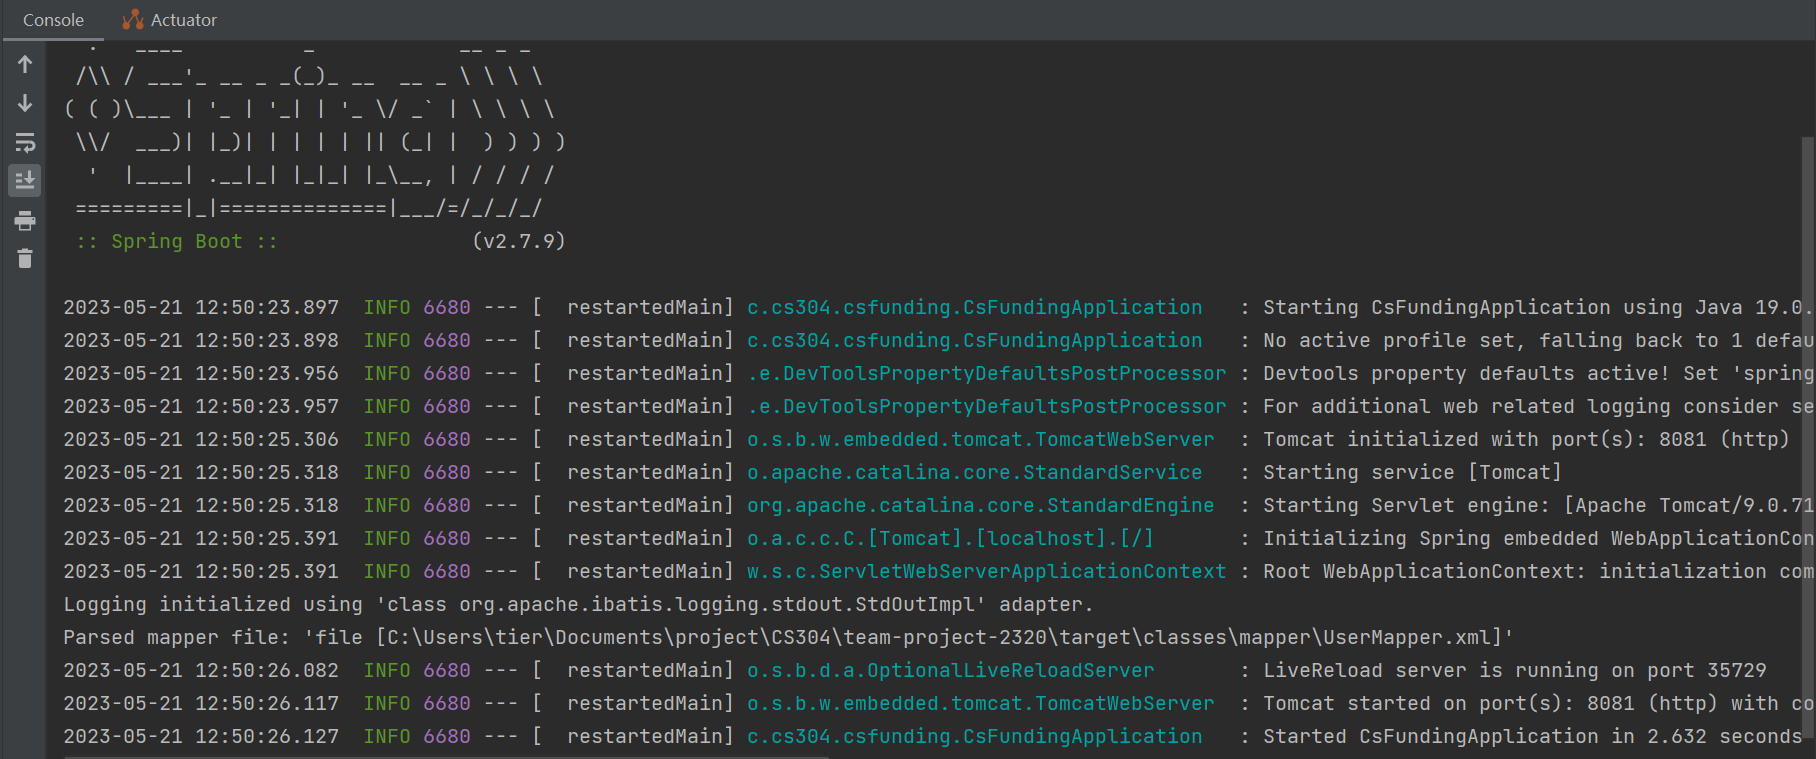 Console Actuator
  .   ____          _            __ _ _
 /\\ / ___'_ __ _ _(_)_ __  __ _ \ \ \ \
( ( )\___ | '_ | '_| | '_ \/ _` | \ \ \ \
 \\/  ___)| |_)| | | | | || (_| |  ) ) ) )
  '  |____| .__|_| |_|_| |_\__, | / / / /
 =========|_|==============|___/=/_/_/_/
 :: Spring Boot ::                (v2.7.9)
2023-05-21 12:50:23.897  INFO 6680 --- [  restartedMain] c.cs304.csfunding.CsFundingApplication   : Starting CsFundingApplication using Java 19.0.
2023-05-21 12:50:23.898  INFO 6680 --- [  restartedMain] c.cs304.csfunding.CsFundingApplication   : No active profile set, falling back to 1 defau
2023-05-21 12:50:23.956  INFO 6680 --- [  restartedMain] .e.DevToolsPropertyDefaultsPostProcessor : Devtools property defaults active! Set 'spring
2023-05-21 12:50:23.957  INFO 6680 --- [  restartedMain] .e.DevToolsPropertyDefaultsPostProcessor : For additional web related logging consider se
2023-05-21 12:50:25.306  INFO 6680 --- [  restartedMain] o.s.b.w.embedded.tomcat.TomcatWebServer  : Tomcat initialized with port(s): 8081 (http)
2023-05-21 12:50:25.318  INFO 6680 --- [  restartedMain] o.apache.catalina.core.StandardService   : Starting service [Tomcat]
2023-05-21 12:50:25.318  INFO 6680 --- [  restartedMain] org.apache.catalina.core.StandardEngine  : Starting Servlet engine: [Apache Tomcat/9.0.71
2023-05-21 12:50:25.391  INFO 6680 --- [  restartedMain] o.a.c.c.C.[Tomcat].[localhost].[/]       : Initializing Spring embedded WebApplicationCon
2023-05-21 12:50:25.391  INFO 6680 --- [  restartedMain] w.s.c.ServletWebServerApplicationContext : Root WebApplicationContext: initialization com
Logging initialized using 'class org.apache.ibatis.logging.stdout.StdOutImpl' adapter.
Parsed mapper file: 'file [C:\Users\tier\Documents\project\CS304\team-project-2320\target\classes\mapper\UserMapper.xml]'
2023-05-21 12:50:26.082  INFO 6680 --- [  restartedMain] o.s.b.d.a.OptionalLiveReloadServer       : LiveReload server is running on port 35729
2023-05-21 12:50:26.117  INFO 6680 --- [  restartedMain] o.s.b.w.embedded.tomcat.TomcatWebServer  : Tomcat started on port(s): 8081 (http) with co
2023-05-21 12:50:26.127  INFO 6680 --- [  restartedMain] c.cs304.csfunding.CsFundingApplication   : Started CsFundingApplication in 2.632 seconds